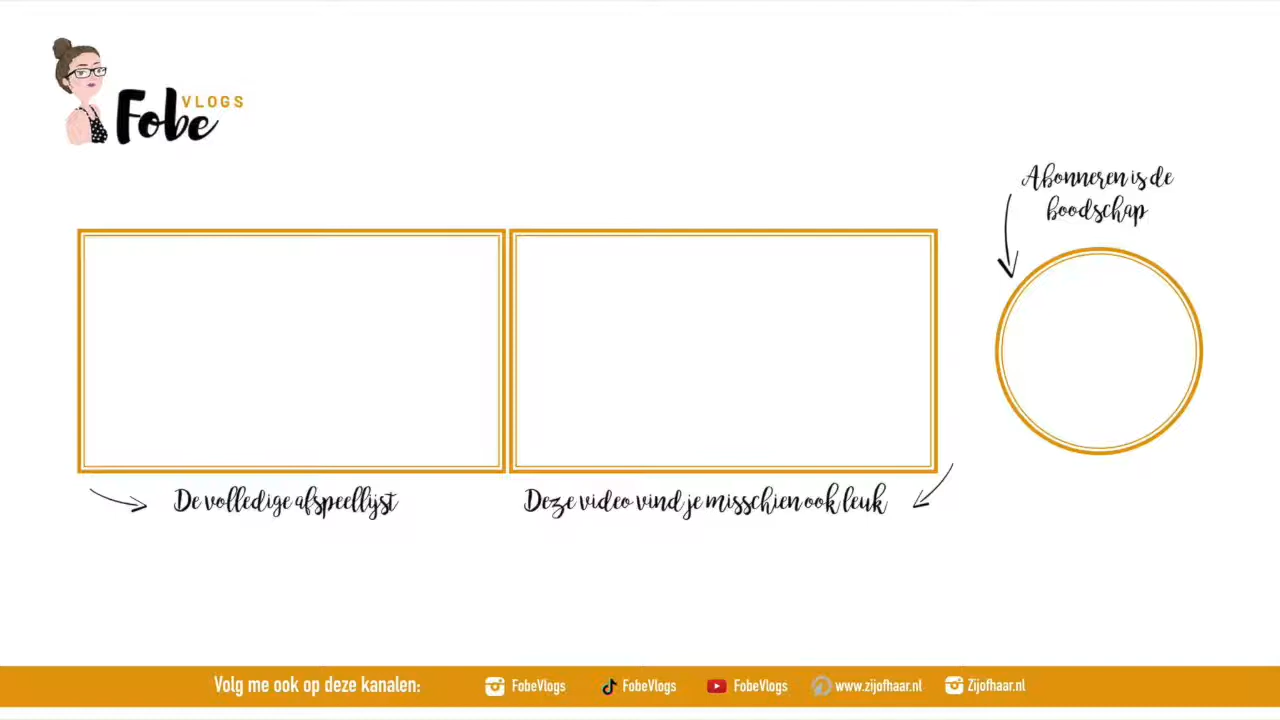 VLOGS
Fobe
Abonneren is de
boodschap
De volledige afspeellijst
Deze video vind je misschien ook leuk
Volg me ook op deze kanalen: FobeVlogs FobeVlogs FobeVlogs www.zijofhaar.nl Zijofhaar.nl